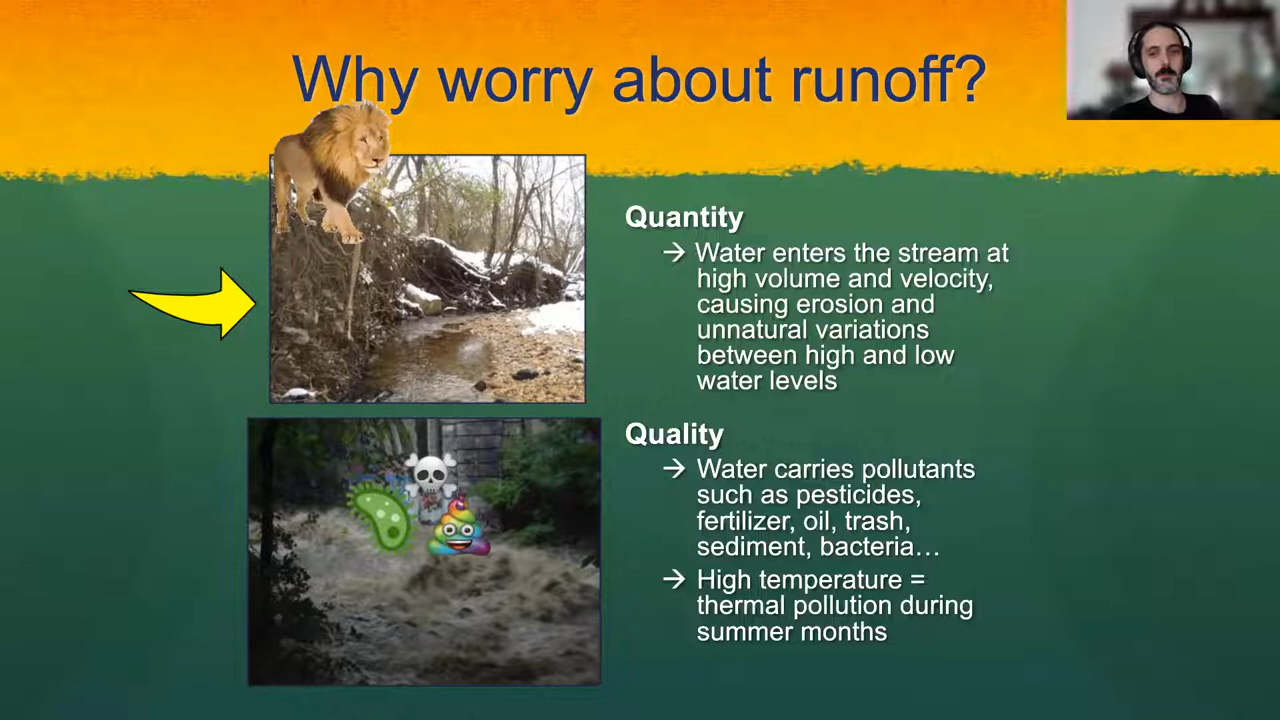 Why worry about runoff?
Quantity
→ Water enters the stream at
high volume and velocity,
causing erosion and
unnatural variations
between high and low
water levels
Quality
→ Water carries pollutants
such as pesticides,
fertilizer, oil, trash,
sediment, bacteria…
→ High temperature =
thermal pollution during
summer months